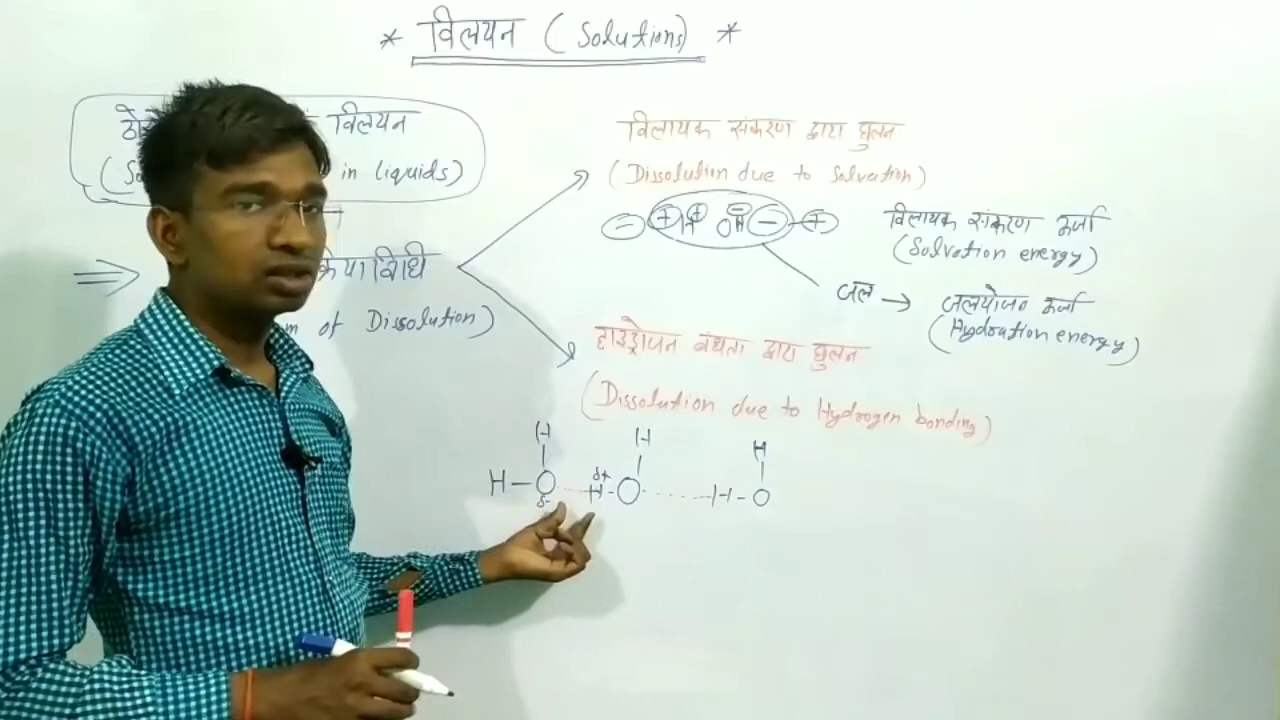 * विलयन ( Solutions) *
विलयन
in liquids)
विलायक संकरण द्वारा घुलन
(Dissolution due to Solvation)
− + H + O H − − +
विलायक संकरण ऊर्जा
(Solvation energy)
जल → जलयोजन ऊर्जा
(Hydration energy)
of Dissolution)
हाइड्रोजन बंधता द्वारा घुलन
(Dissolution due to Hydrogen bonding)
H H H
H - O δ- δ+ H - O H - O